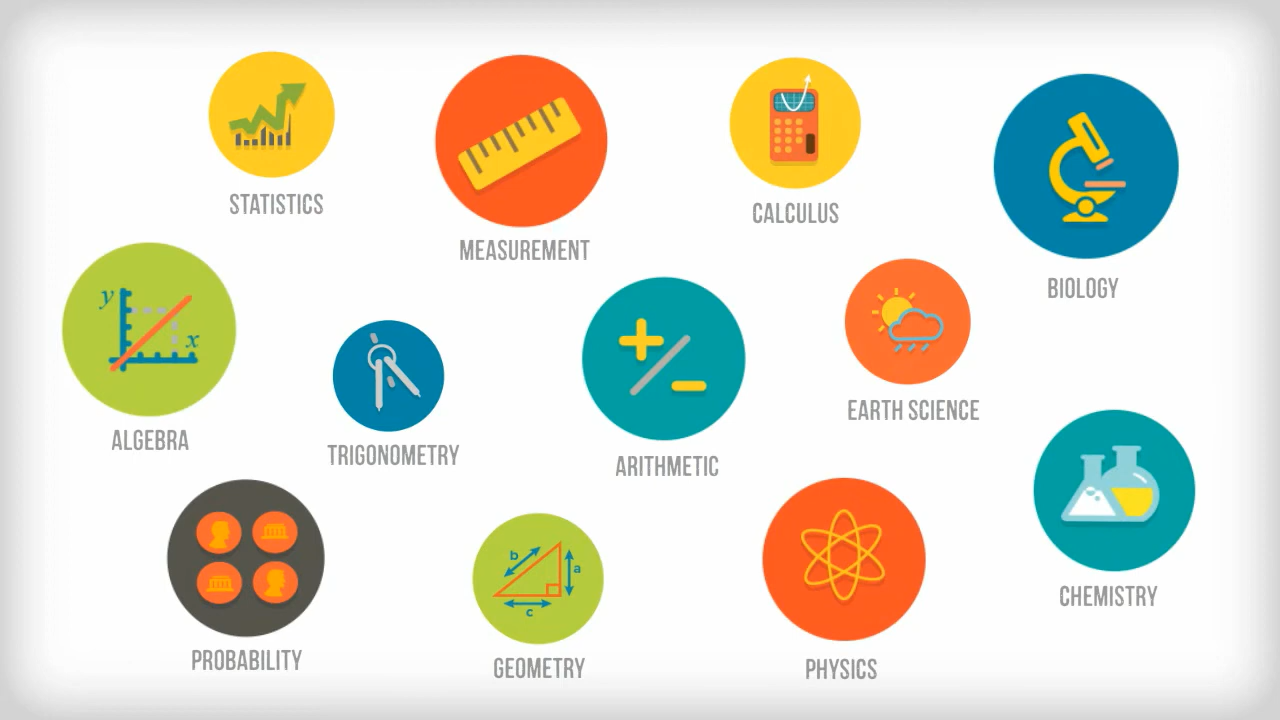 STATISTICS
MEASUREMENT
CALCULUS
BIOLOGY
y
x
ALGEBRA
TRIGONOMETRY
ARITHMETIC
EARTH SCIENCE
PROBABILITY
b
a
c
GEOMETRY
PHYSICS
CHEMISTRY